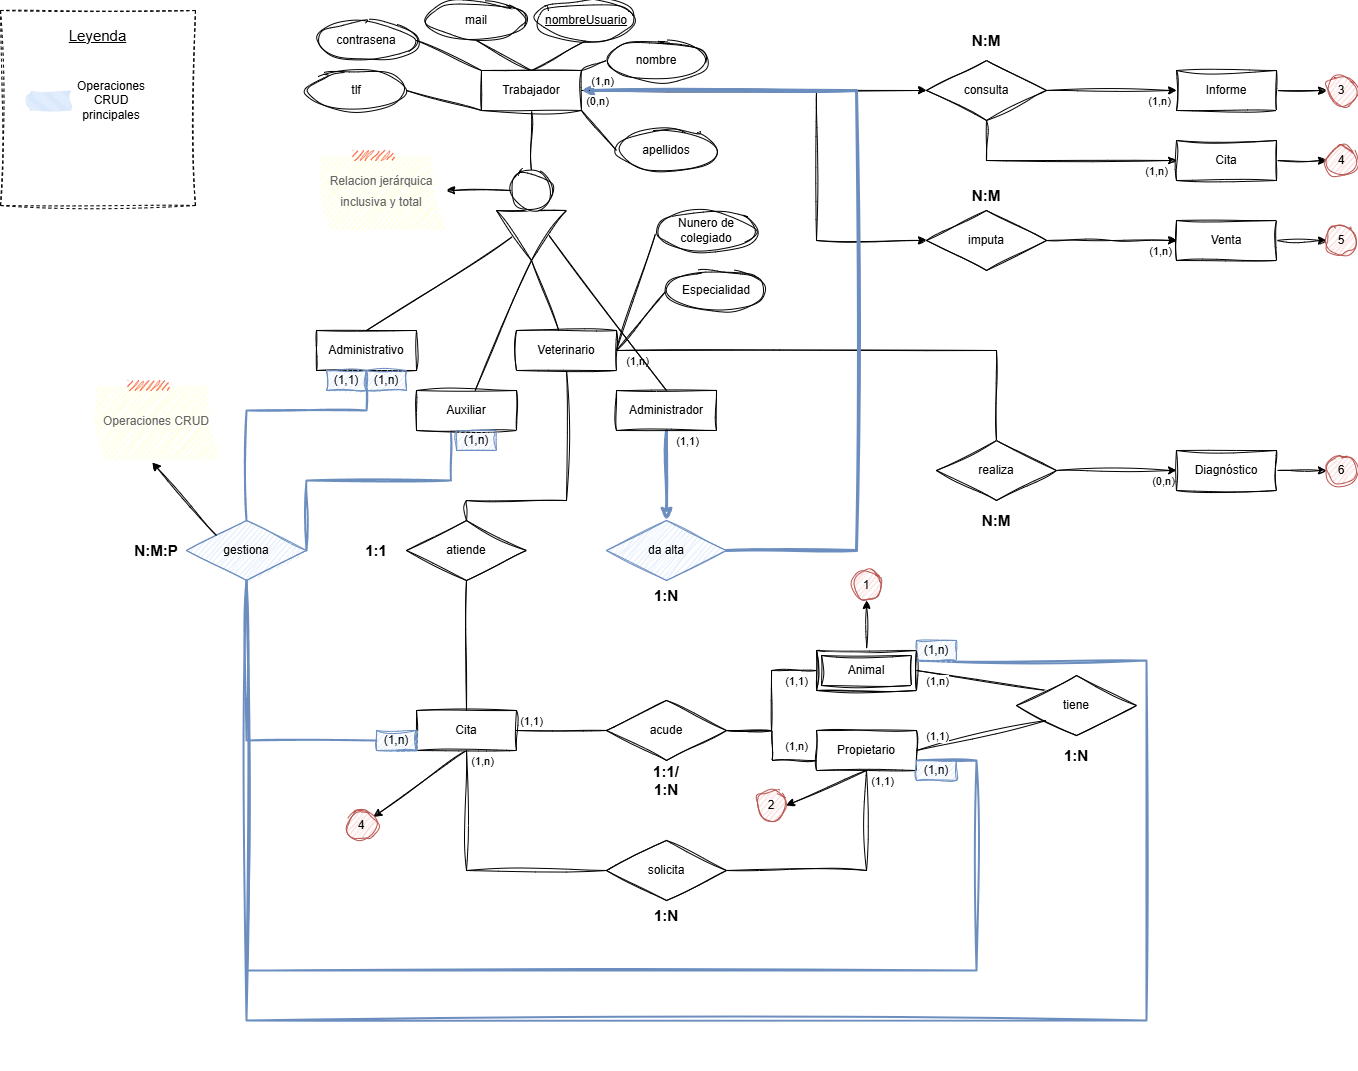 Leyenda
Operaciones
CRUD
principales
mail
nombreUsuario
contrasena
nombre
tlf
Trabajador
(1,n)
(0,n)
apellidos
Relacion jerárquica
inclusiva y total
N:M
consulta
(1,n)
Informe
3
(1,n)
Cita
4
N:M
imputa
(1,n)
Venta
5
Nunero de
colegiado
Especialidad
Administrativo
(1,1)
(1,n)
Veterinario
(1,n)
Auxiliar
(1,n)
Administrador
(1,1)
Operaciones CRUD
realiza
(0,n)
Diagnóstico
6
N:M
N:M:P
gestiona
1:1
atiende
da alta
1:N
1
Animal
(1,n)
(1,1)
(1,n)
tiene
1:N
Cita
(1,n)
(1,1)
(1,n)
acude
1:1/
1:N
(1,n)
Propietario
(1,1)
(1,n)
(1,1)
2
4
solicita
1:N